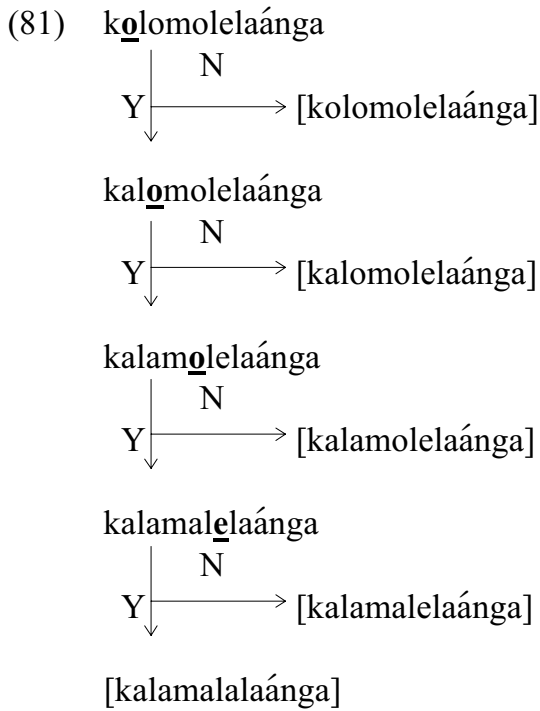 (81) kolomolelaánga
N
Y [kolomolelaánga]
kalomolelaánga
N
Y [kalomolelaánga]
kalamolelaánga
N
Y [kalamolelaánga]
kalamalelaánga
N
Y [kalamalelaánga]
[kalamalalaánga]